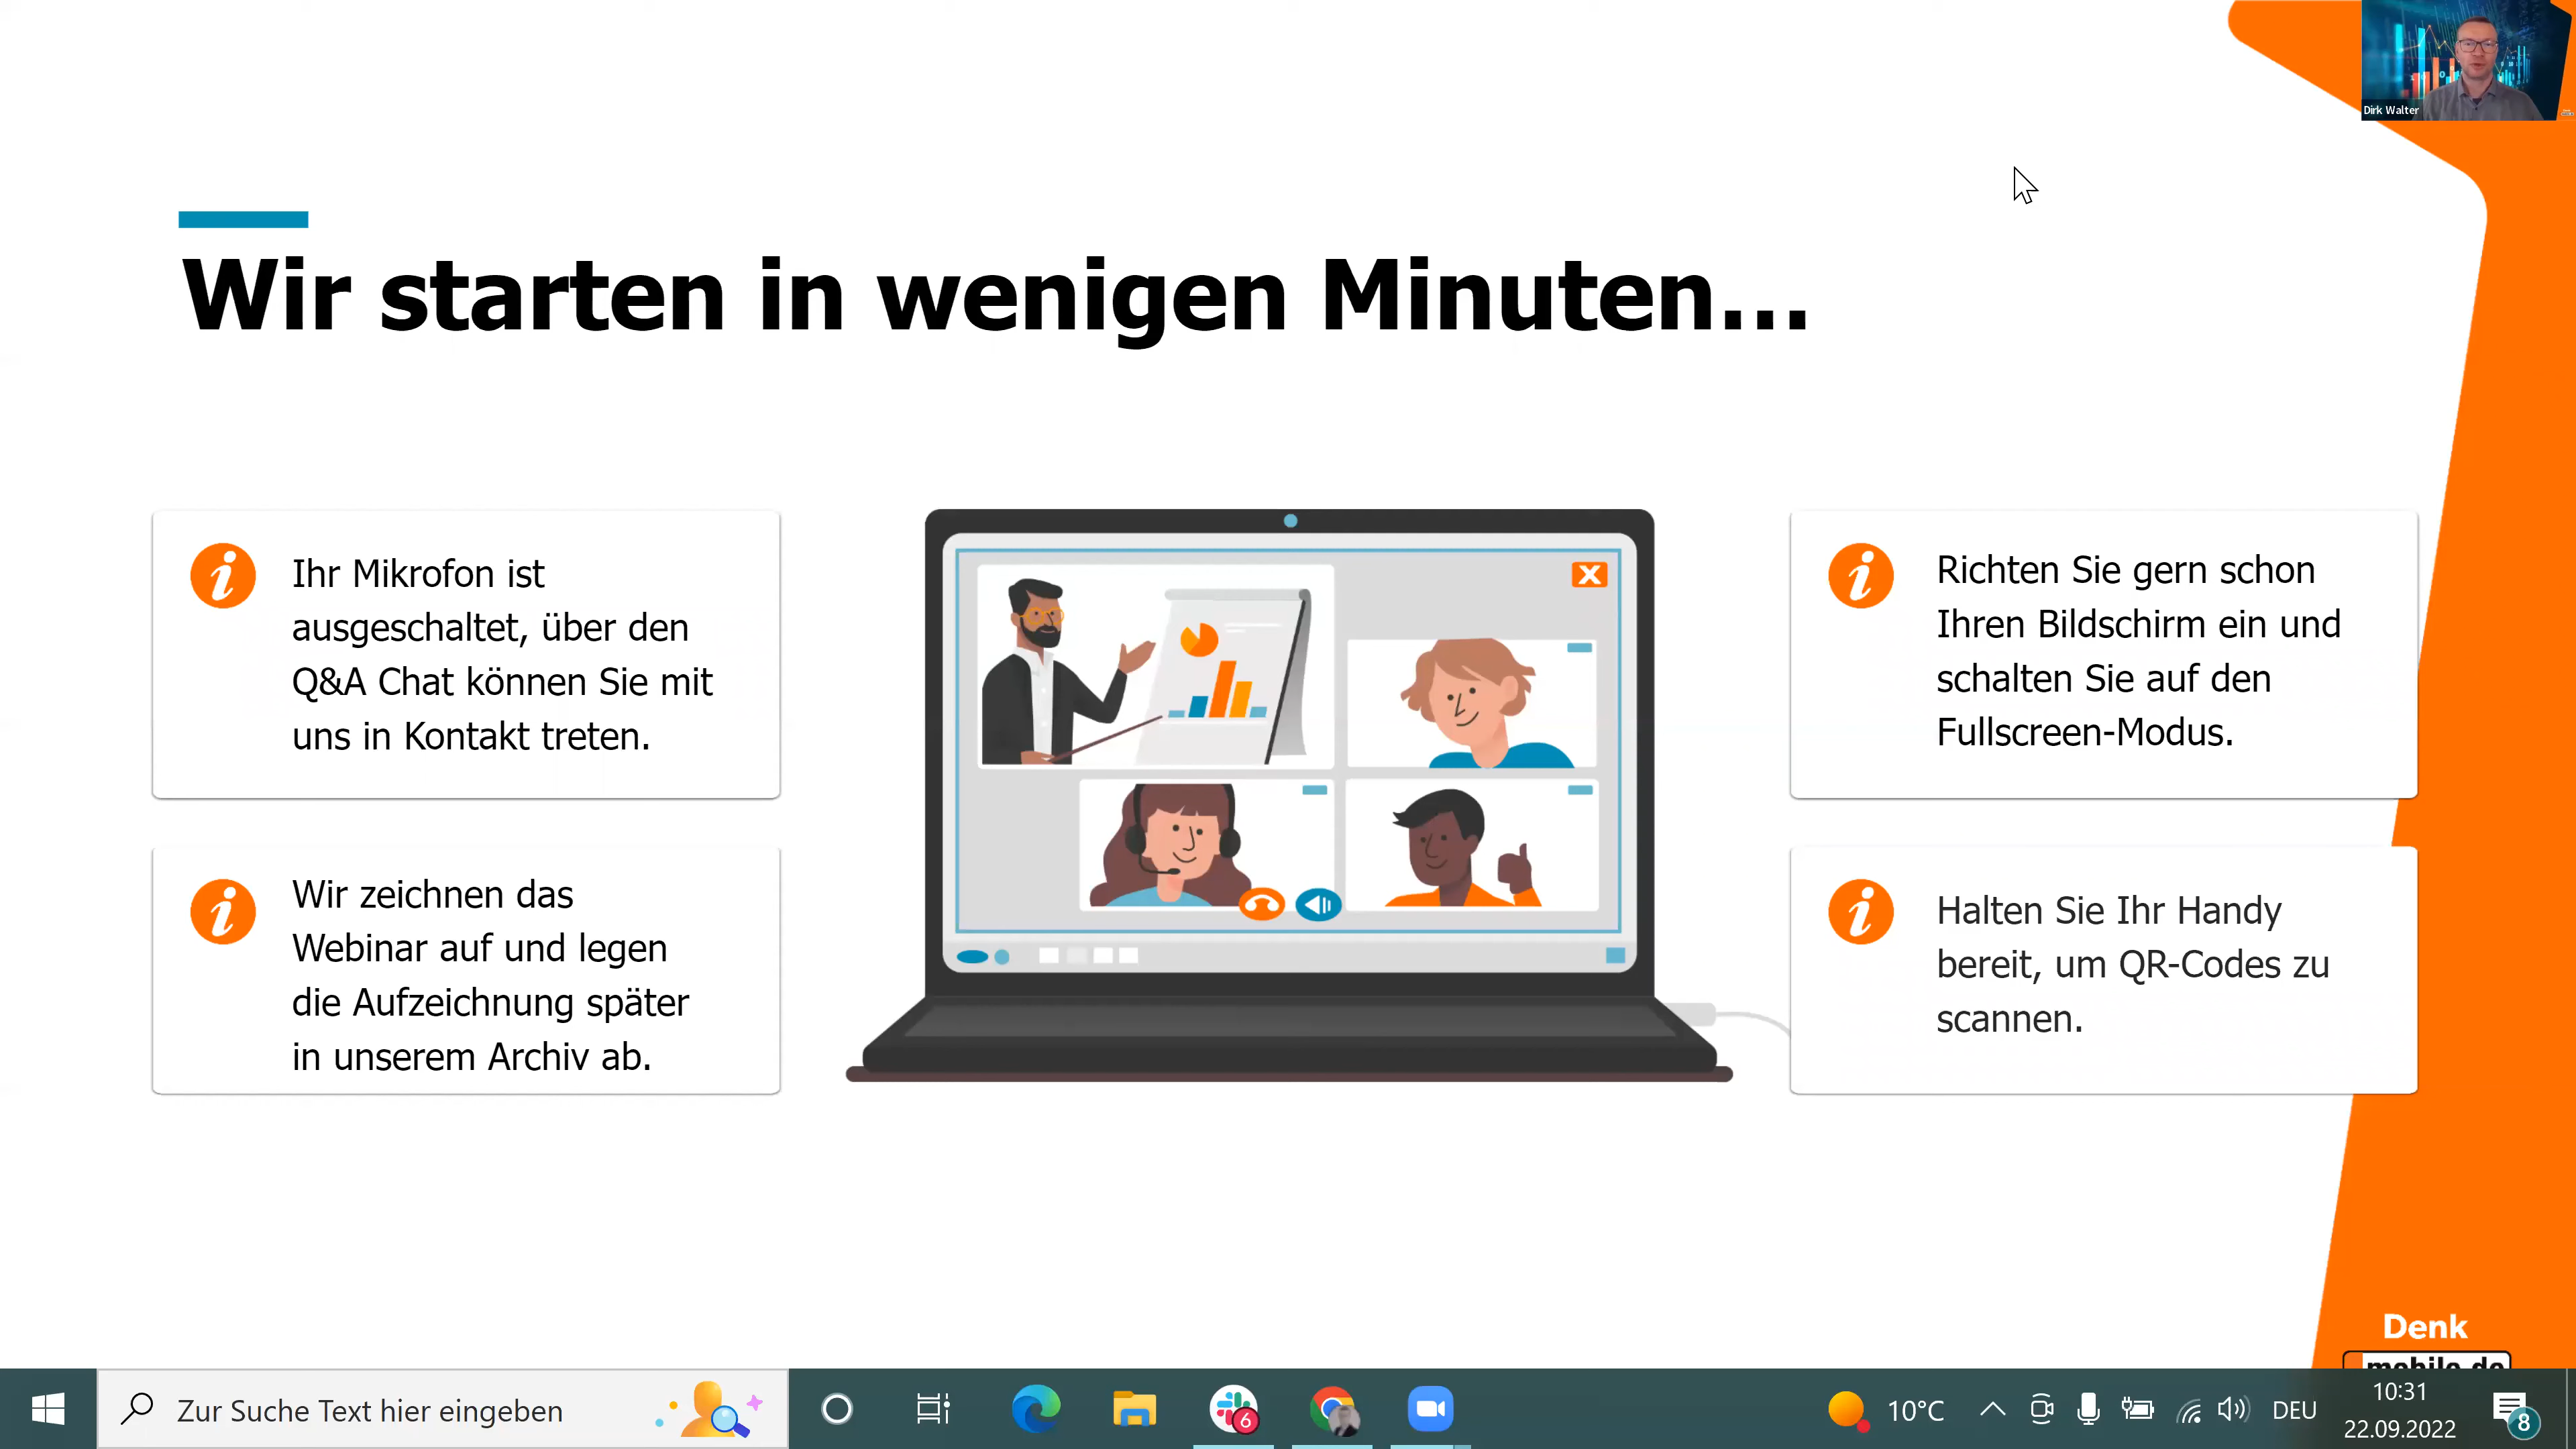 Dirk Walter
Wir starten in wenigen Minuten...
Ihr Mikrofon ist
ausgeschaltet, über den
Q&A Chat können Sie mit
uns in Kontakt treten.
Wir zeichnen das
Webinar auf und legen
die Aufzeichnung später
in unserem Archiv ab.
Richten Sie gern schon
Ihren Bildschirm ein und
schalten Sie auf den
Fullscreen-Modus.
Halten Sie Ihr Handy
bereit, um QR-Codes zu
scannen.
Denk
mobile.de
Zur Suche Text hier eingeben
6
10°C
DEU
10:31
22.09.2022
8